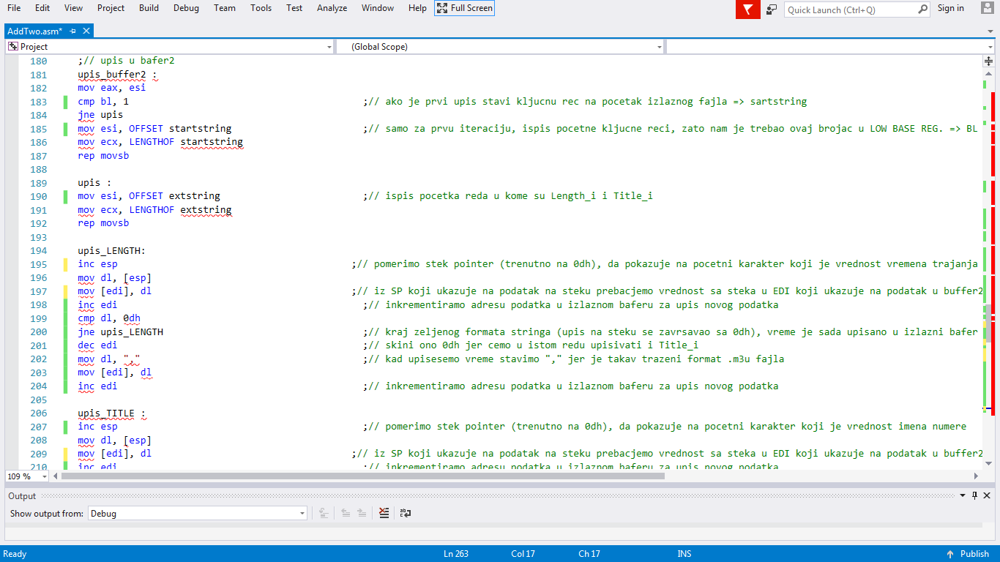 File Edit View Project Build Debug Team Tools Test Analyze Window Help Full Screen Quick Launch (Ctrl+Q) Sign in
AddTwo.asm*
Project (Global Scope)
180 ;// upis u bafer2
181 upis_buffer2 :
182 mov eax, esi
183 cmp bl, 1 ;// ako je prvi upis stavi kljucnu rec na pocetak izlaznog fajla => sartstring
184 jne upis
185 mov esi, OFFSET startstring ;// samo za prvu iteraciju, ispis pocetne kljucne reci, zato nam je trebao ovaj brojac u LOW BASE REG. => BL
186 mov ecx, LENGTHOF startstring
187 rep movsb
188
189 upis :
190 mov esi, OFFSET extstring ;// ispis pocetka reda u kome su Length_i i Title_i
191 mov ecx, LENGTHOF extstring
192 rep movsb
193
194 upis_LENGTH:
195 inc esp ;// pomerimo stek pointer (trenutno na 0dh), da pokazuje na pocetni karakter koji je vrednost vremena trajanja
196 mov dl, [esp]
197 mov [edi], dl ;// iz SP koji ukazuje na podatak na steku prebacjemo vrednost sa steka u EDI koji ukazuje na podatak u buffer2
198 inc edi ;// inkrementiramo adresu podatka u izlaznom baferu za upis novog podatka
199 cmp dl, 0dh
200 jne upis_LENGTH ;// kraj zeljenog formata stringa (upis na steku se zavrsavao sa 0dh), vreme je sada upisano u izlazni bafer
201 dec edi ;// skini ono 0dh jer cemo u istom redu upisivati i Title_i
202 mov dl, "," ;// kad upisesemo vreme stavimo "," jer je takav trazeni format .m3u fajla
203 mov [edi], dl
204 inc edi ;// inkrementiramo adresu podatka u izlaznom baferu za upis novog podatka
205
206 upis_TITLE :
207 inc esp ;// pomerimo stek pointer (trenutno na 0dh), da pokazuje na pocetni karakter koji je vrednost imena numere
208 mov dl, [esp]
209 mov [edi], dl ;// iz SP koji ukazuje na podatak na steku prebacjemo vrednost sa steka u EDI koji ukazuje na podatak u buffer2
210 inc edi ;// inkrementiramo adresu podatka u izlaznom baferu za upis novog podatka
109 %
Output
Show output from: Debug
Ready Ln 263 Col 17 Ch 17 INS Publish